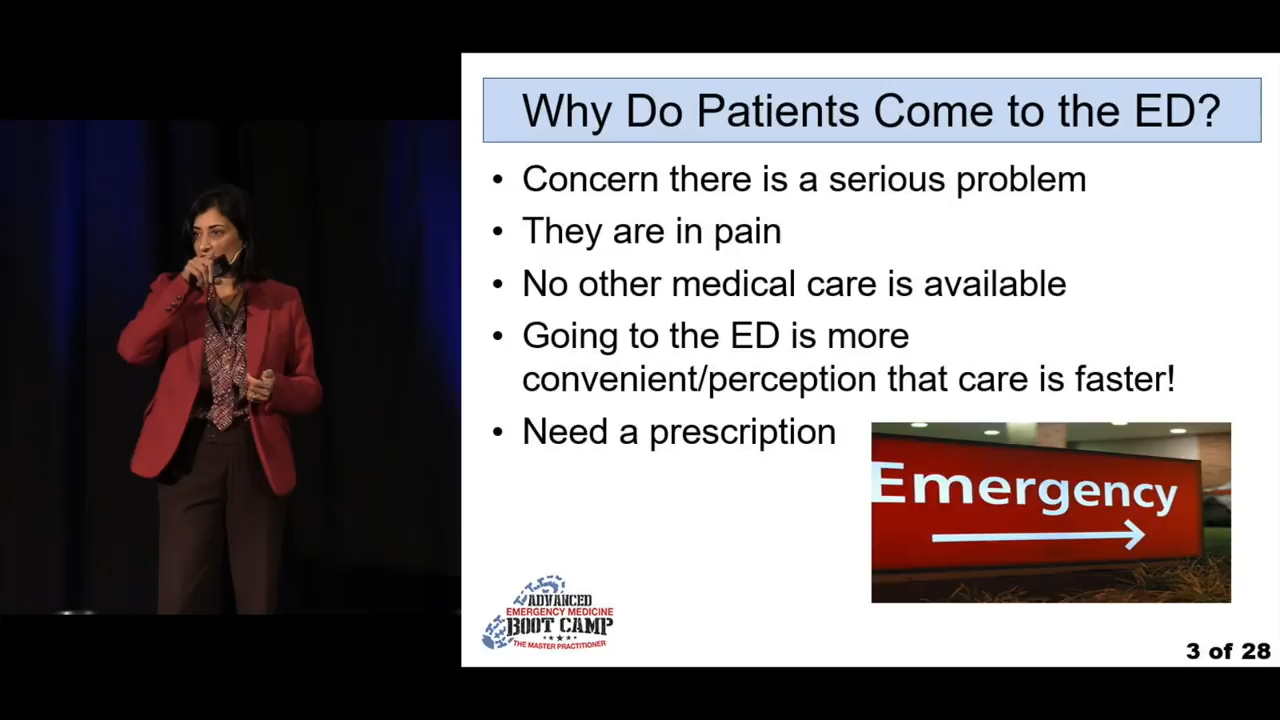 Why Do Patients Come to the ED?
• Concern there is a serious problem
• They are in pain
• No other medical care is available
• Going to the ED is more
convenient/perception that care is faster!
• Need a prescription
Emergency
ADVANCED
EMERGENCY MEDICINE
BOOT CAMP
THE MASTER PRACTITIONER
3 of 28